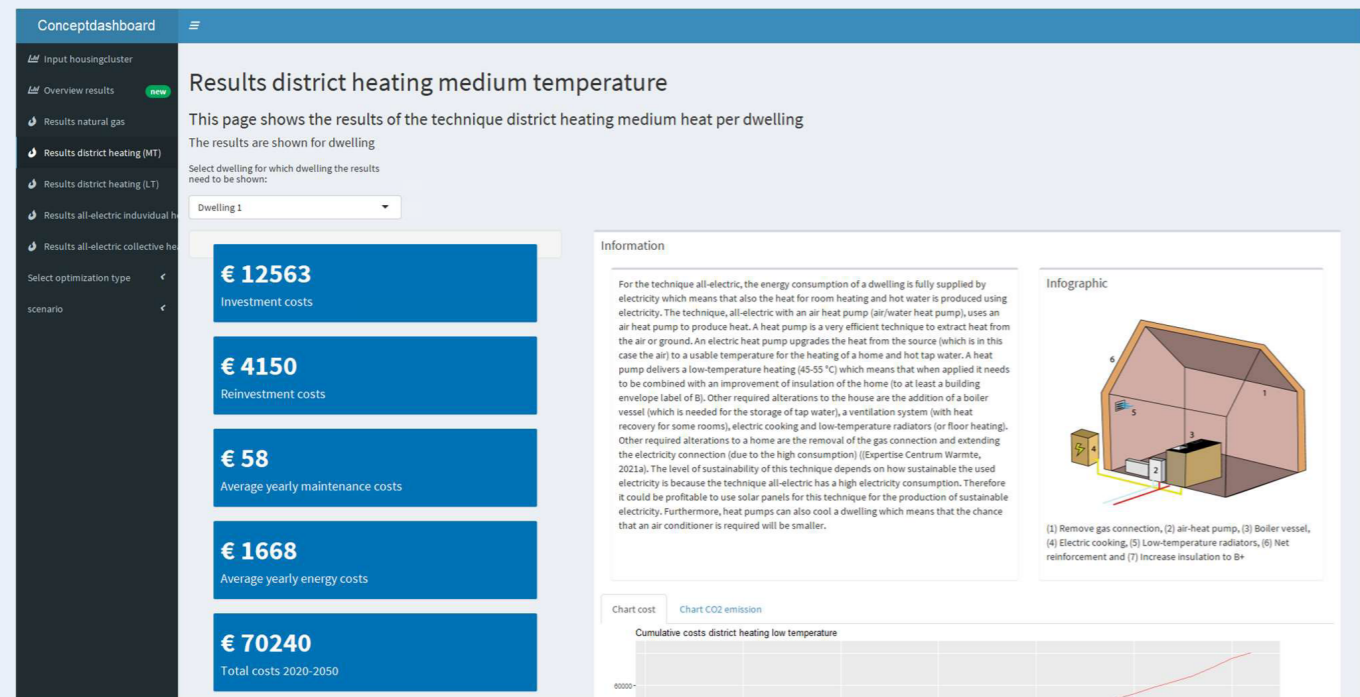 Conceptdashboard
Input housingcluster
Overview results new
Results natural gas
Results district heating (MT)
Results district heating (LT)
Results all-electric induvidual h
Results all-electric collective hea
Select optimization type
scenario
Results district heating medium temperature
This page shows the results of the technique district heating medium heat per dwelling
The results are shown for dwelling
Select dwelling for which dwelling the results
need to be shown:
Dwelling 1
€ 12563
Investment costs
€ 4150
Reinvestment costs
€ 58
Average yearly maintenance costs
€ 1668
Average yearly energy costs
€ 70240
Total costs 2020-2050
Information
For the technique all-electric, the energy consumption of a dwelling is fully supplied by
electricity which means that also the heat for room heating and hot water is produced using
electricity. The technique, all-electric with an air heat pump (air/water heat pump), uses an
air heat pump to produce heat. A heat pump is a very efficient technique to extract heat from
the air or ground. An electric heat pump upgrades the heat from the source (which is in this
case the air) to a usable temperature for the heating of a home and hot tap water. A heat
pump delivers a low-temperature heating (45-55 °C) which means that when applied it needs
to be combined with an improvement of insulation of the home (to at least a building
envelope label of B). Other required alterations to the house are the addition of a boiler
vessel (which is needed for the storage of tap water), a ventilation system (with heat
recovery for some rooms), electric cooking and low-temperature radiators (or floor heating).
Other required alterations to a home are the removal of the gas connection and extending
the electricity connection (due to the high consumption) ((Expertise Centrum Warmte,
2021a). The level of sustainability of this technique depends on how sustainable the used
electricity is because the technique all-electric has a high electricity consumption. Therefore
it could be profitable to use solar panels for this technique for the production of sustainable
electricity. Furthermore, heat pumps can also cool a dwelling which means that the chance
that an air conditioner is required will be smaller.
Infographic
6
1
5
3
4
2
(1) Remove gas connection, (2) air-heat pump, (3) Boiler vessel,
(4) Electric cooking, (5) Low-temperature radiators, (6) Net
reinforcement and (7) Increase insulation to B+
Chart cost Chart CO2 emission
Cumulative costs district heating low temperature
60000